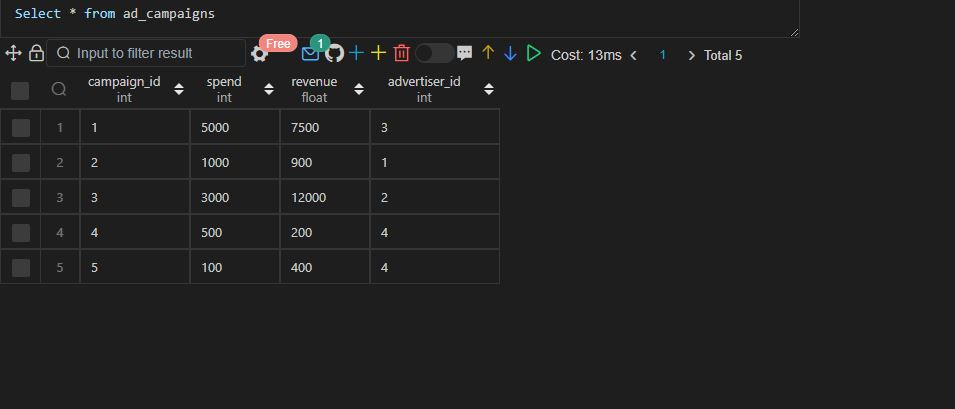 Select * from ad_campaigns
Input to filter result Free 1 Cost: 13ms 1 Total 5
campaign_id spend revenue advertiser_id
int int float int
1 1 5000 7500 3
2 2 1000 900 1
3 3 3000 12000 2
4 4 500 200 4
5 5 100 400 4